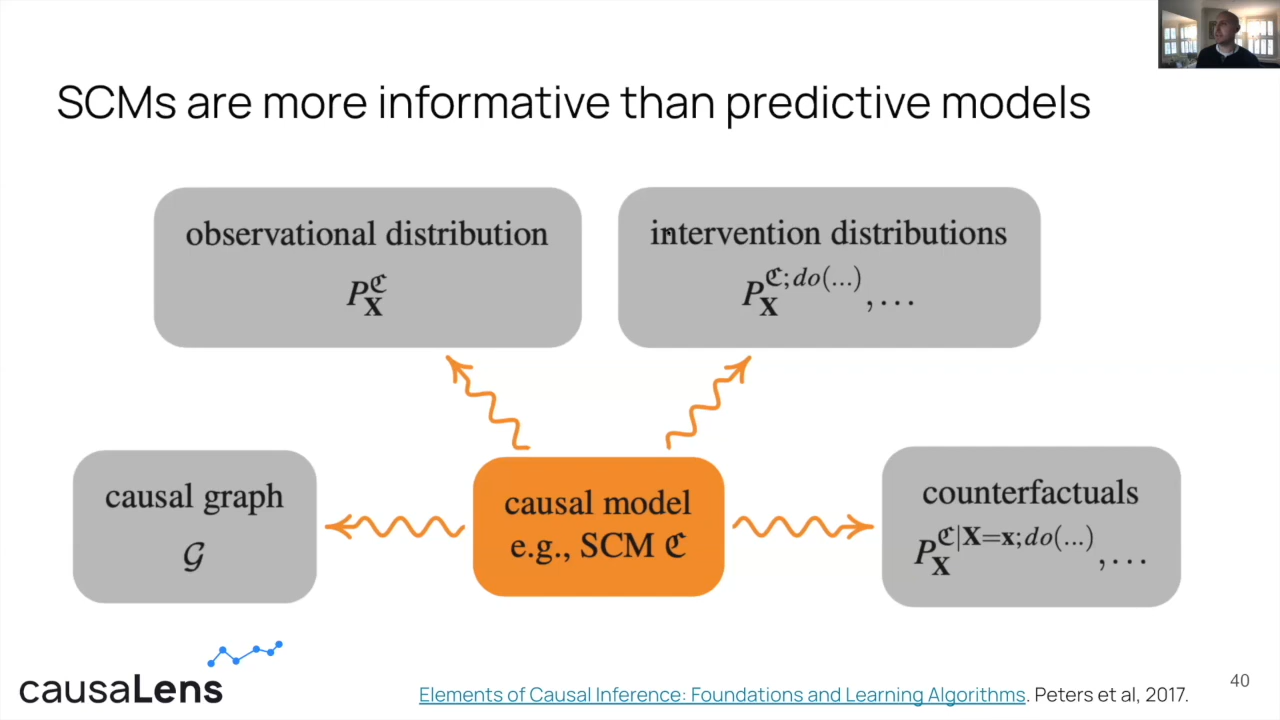 SCMs are more informative than predictive models
observational distribution
P_X^ℭ
intervention distributions
P_X^{ℭ;do(...)}, ...
causal graph
𝒢
causal model
e.g., SCM ℭ
counterfactuals
P_X^{ℭ|X=x;do(...)}, ...
causaLens
Elements of Causal Inference: Foundations and Learning Algorithms. Peters et al, 2017.
40